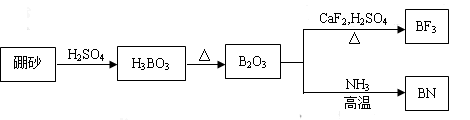 硼砂 H₂SO₄ H₃BO₃ △ B₂O₃
CaF₂,H₂SO₄
△
BF₃
NH₃
高温
BN